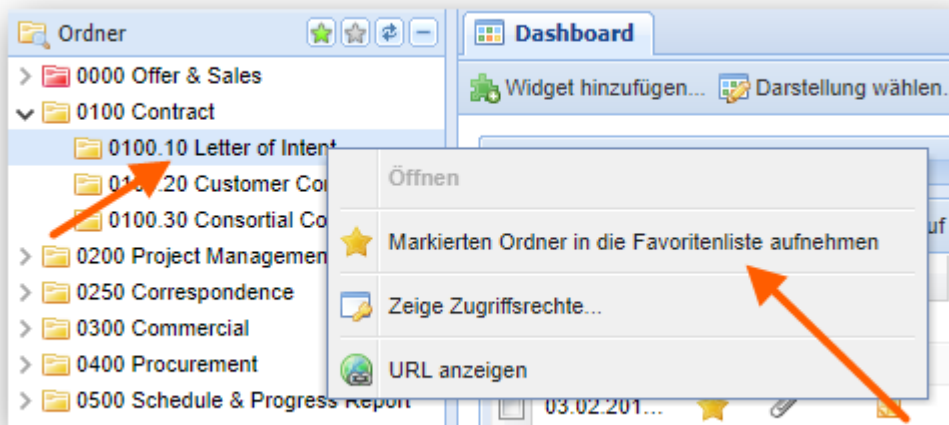 Ordner
Dashboard
0000 Offer & Sales
Widget hinzufügen... Darstellung wählen.
0100 Contract
0100.10 Letter of Intent
Öffnen
20 Customer Co
0100.30 Consortial Co
uf
Markierten Ordner in die Favoritenliste aufnehmen
0200 Project Managemen
0250 Correspondence
Zeige Zugriffsrechte...
0300 Commercial
0400 Procurement
URL anzeigen
0500 Schedule & Progress Report
03.02.201...